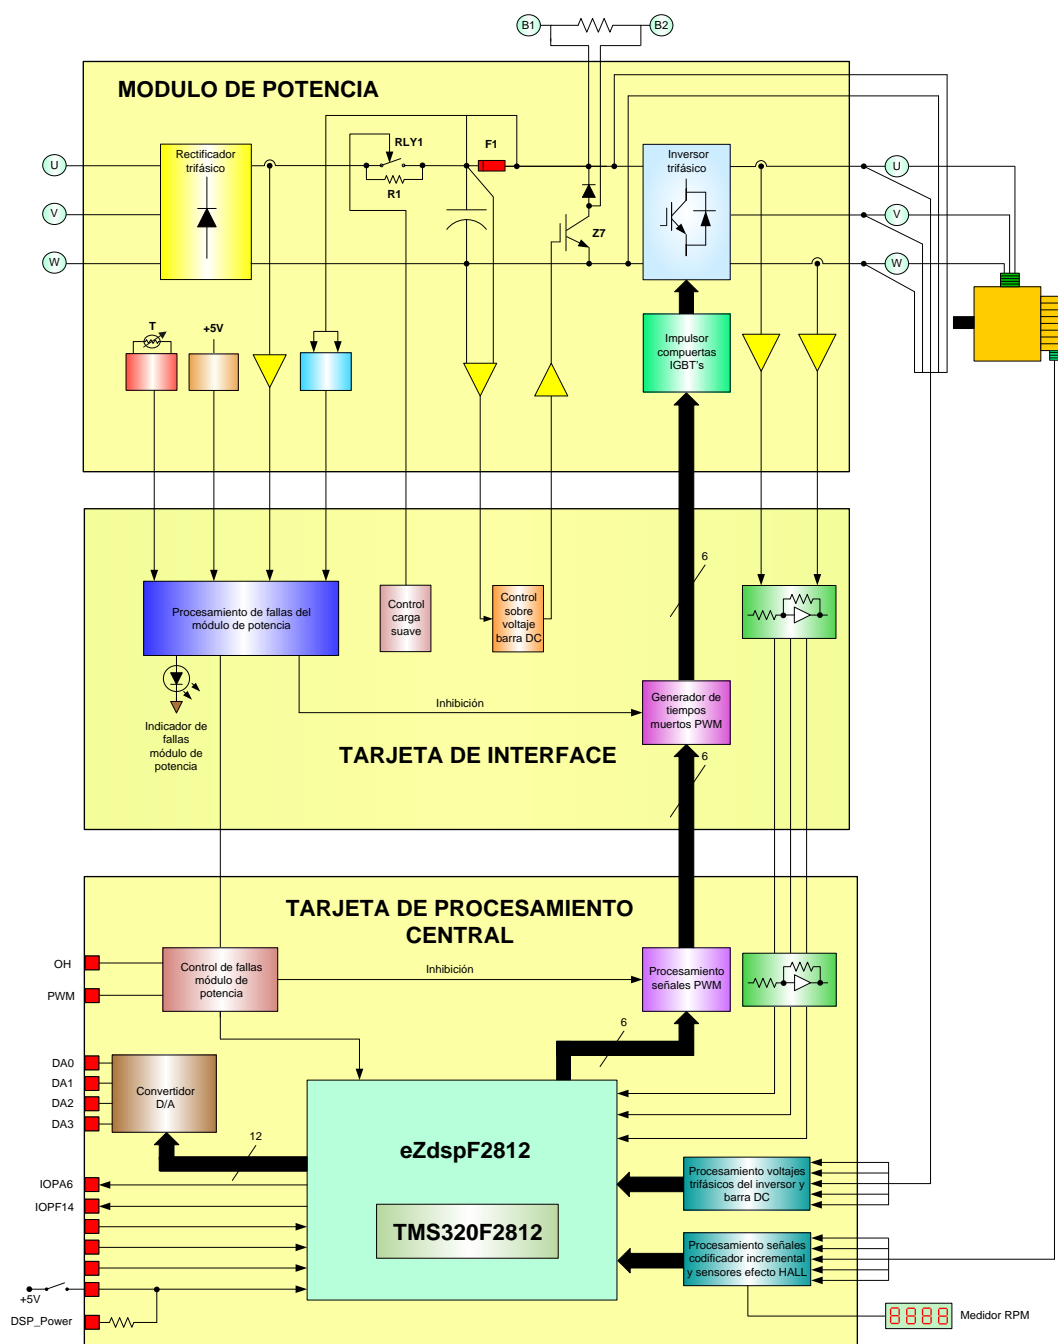 B1
B2
MODULO DE POTENCIA
RLY1
F1
R1
Z7
U
V
W
Rectificador
trifásico
Inversor
trifásico
U
V
W
T
+5V
Impulsor
compuertas
IGBT's
6
Procesamiento de fallas del
módulo de potencia
Control
carga
suave
Control
sobre
voltaje
barra DC
Inhibición
Generador de
tiempos
muertos PWM
Indicador de
fallas
módulo de
potencia
TARJETA DE INTERFACE
6
TARJETA DE PROCESAMIENTO
CENTRAL
OH
PWM
Control de fallas
módulo de
potencia
Inhibición
Procesamiento
señales PWM
6
DA0
DA1
DA2
DA3
Convertidor
D/A
12
eZdspF2812
TMS320F2812
IOPA6
IOPF14
+5V
DSP_Power
Procesamiento voltajes
trifásicos del inversor y
barra DC
Procesamiento señales
codificador incremental
y sensores efecto HALL
8888
Medidor RPM